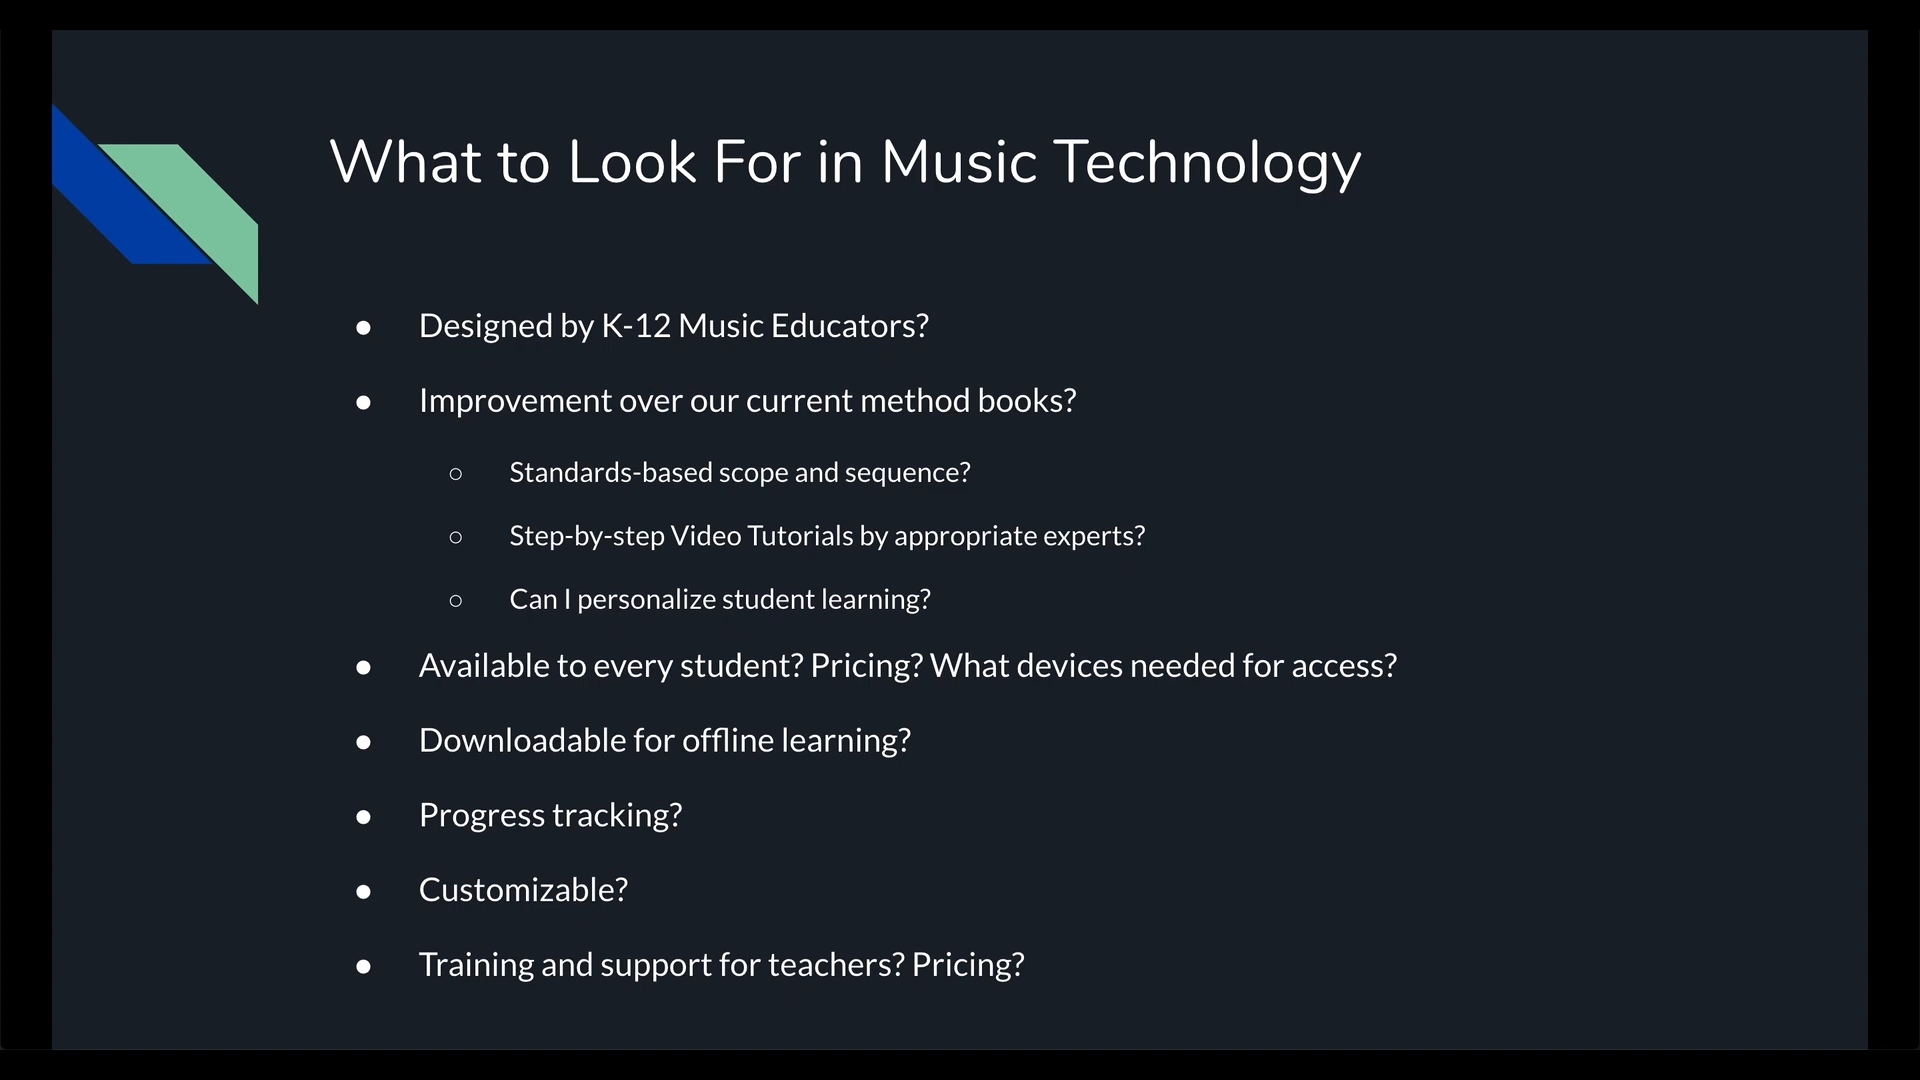 What to Look For in Music Technology
● Designed by K-12 Music Educators?
● Improvement over our current method books?
○ Standards-based scope and sequence?
○ Step-by-step Video Tutorials by appropriate experts?
○ Can I personalize student learning?
● Available to every student? Pricing? What devices needed for access?
● Downloadable for offline learning?
● Progress tracking?
● Customizable?
● Training and support for teachers? Pricing?